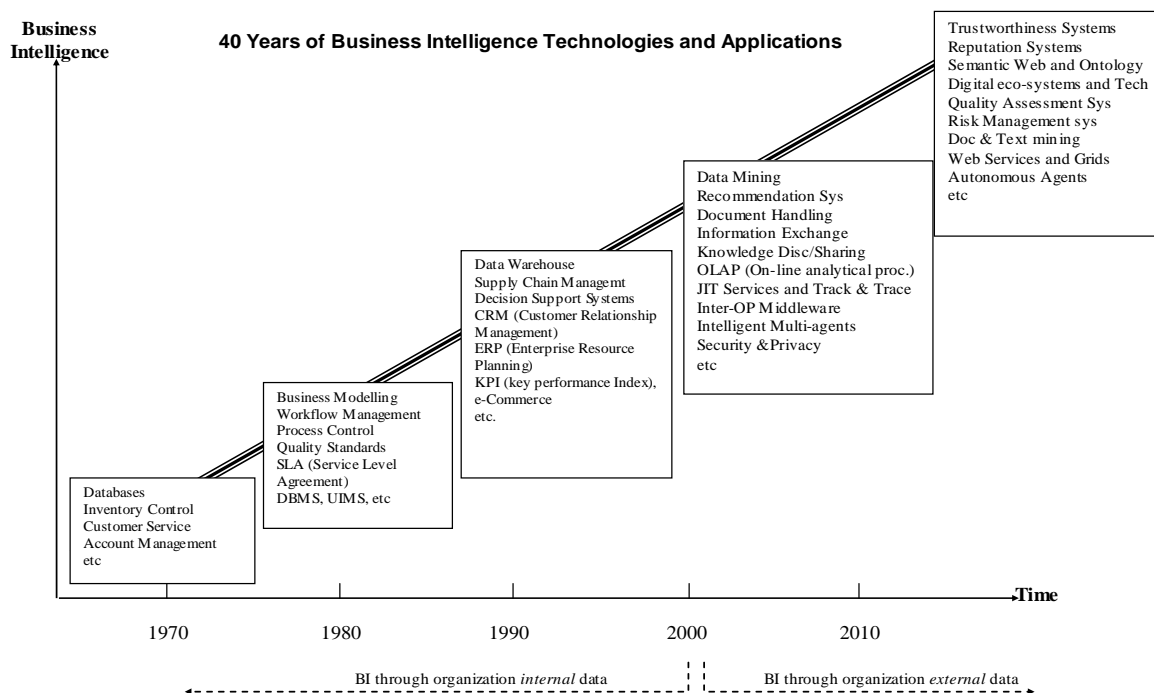 Business
Intelligence
40 Years of Business Intelligence Technologies and Applications
Trustworthiness Systems
Reputation Systems
Semantic Web and Ontology
Digital eco-systems and Tech
Quality Assessment Sys
Risk Management sys
Doc & Text mining
Web Services and Grids
Autonomous Agents
etc
Data Mining
Recommendation Sys
Document Handling
Information Exchange
Knowledge Disc/Sharing
OLAP (On-line analytical proc.)
JIT Services and Track & Trace
Inter-OP Middleware
Intelligent Multi-agents
Security &Privacy
etc
Data Warehouse
Supply Chain Managemt
Decision Support Systems
CRM (Customer Relationship
Management)
ERP (Enterprise Resource
Planning)
KPI (key performance Index),
e-Commerce
etc.
Business Modelling
Workflow Management
Process Control
Quality Standards
SLA (Service Level
Agreement)
DBMS, UIMS, etc
Databases
Inventory Control
Customer Service
Account Management
etc
Time
1970 1980 1990 2000 2010
BI through organization internal data BI through organization external data